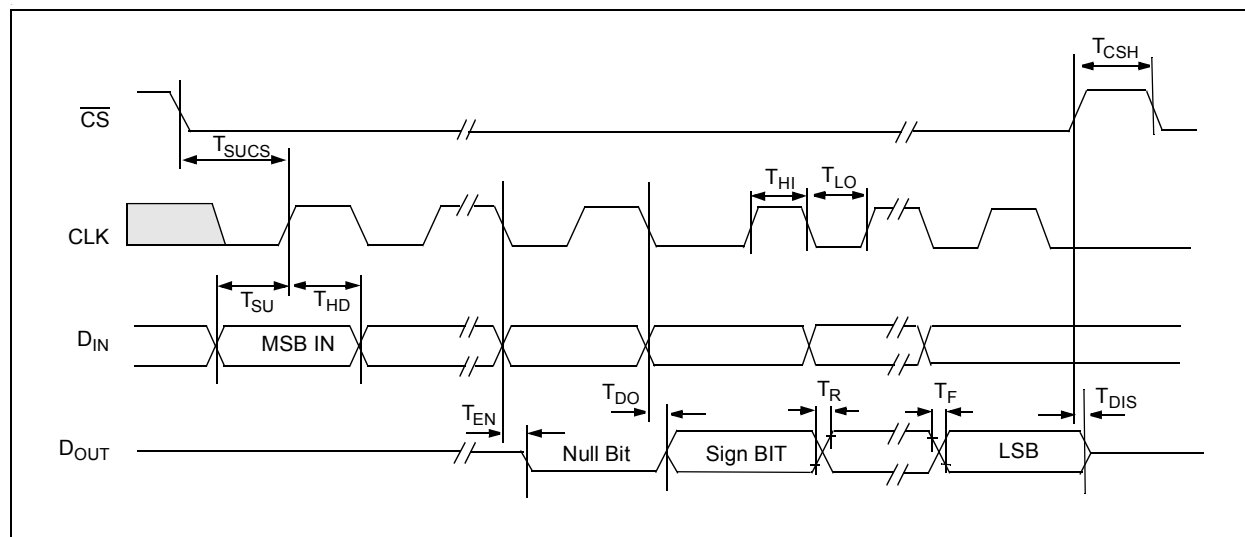 TCSH
CS
TSUCS
THI
TLO
CLK
TSU
THD
DIN
MSB IN
TDO
TR
TF
TEN
TDIS
DOUT
Null Bit
Sign BIT
LSB